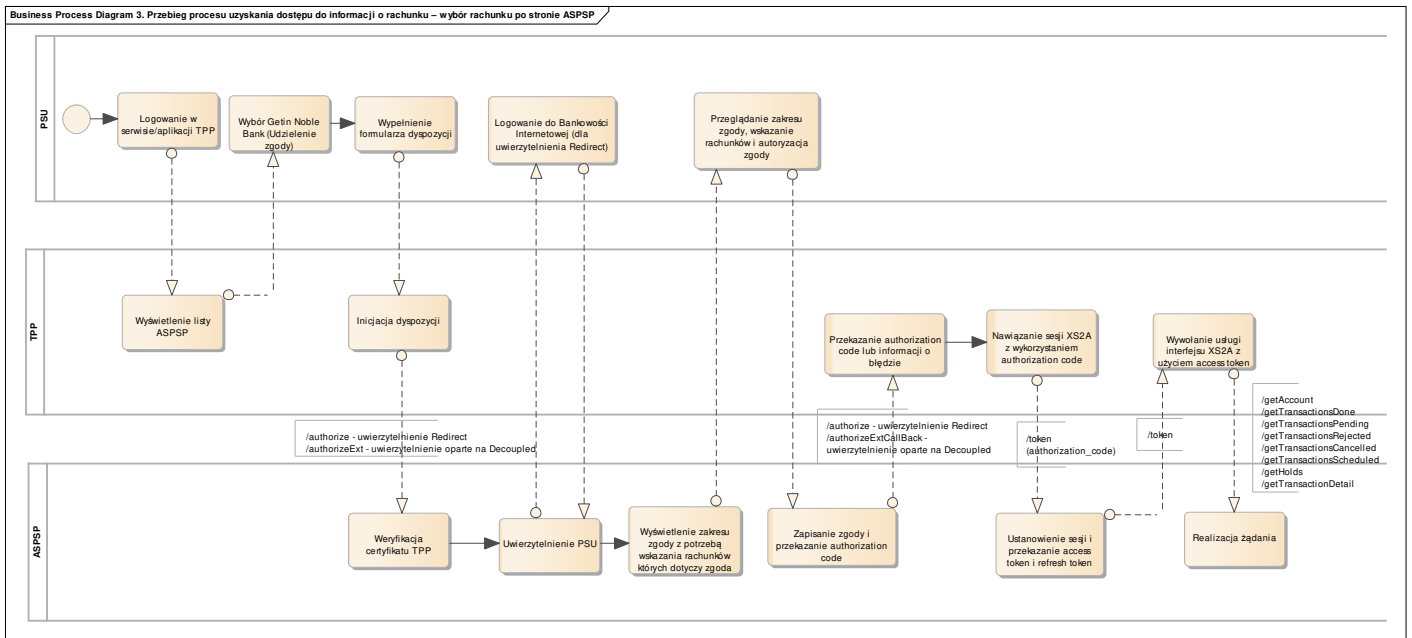 Business Process Diagram 3. Przebieg procesu uzyskania dostępu do informacji o rachunku – wybór rachunku po stronie ASPSP
PSU
Logowanie w
serwisie/aplikacji TPP
Wybór Getin Noble
Bank (Udzielenie
zgody)
Wypełnienie
formularza dyspozycji
Logowanie do Bankowości
Internetowej (dla
uwierzytelnienia Redirect)
Przeglądanie zakresu
zgody, wskazanie
rachunków i autoryzacja
zgody
TPP
Wyświetlenie listy
ASPSP
Inicjacja dyspozycji
Przekazanie authorization
code lub informacji o
błędzie
Nawiązanie sesji XS2A
z wykorzystaniem
authorization code
Wywołanie usługi
interfejsu XS2A z
użyciem access token
/authorize - uwierzytelnienie Redirect
/authorizeExt - uwierzytelnienie oparte na Decoupled
/authorize - uwierzytelnienie Redirect
/authorizeExtCallBack -
uwierzytelnienie oparte na Decoupled
/token
(authorization_code)
/token
/getAccount
/getTransactionsDone
/getTransactionsPending
/getTransactionsRejected
/getTransactionsCancelled
/getTransactionsScheduled
/getHolds
/getTransactionDetail
ASPSP
Weryfikacja
certyfikatu TPP
Uwierzytelnienie PSU
Wyświetlenie zakresu
zgody z potrzebą
wskazania rachunków
których dotyczy zgoda
Zapisanie zgody i
przekazanie authorization
code
Ustanowienie sesji i
przekazanie access
token i refresh token
Realizacja żądania